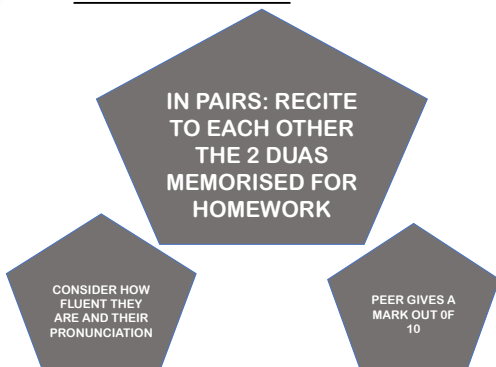 IN PAIRS: RECITE
TO EACH OTHER
THE 2 DUAS
MEMORISED FOR
HOMEWORK
CONSIDER HOW
FLUENT THEY
ARE AND THEIR
PRONUNCIATION
PEER GIVES A
MARK OUT 0F
10